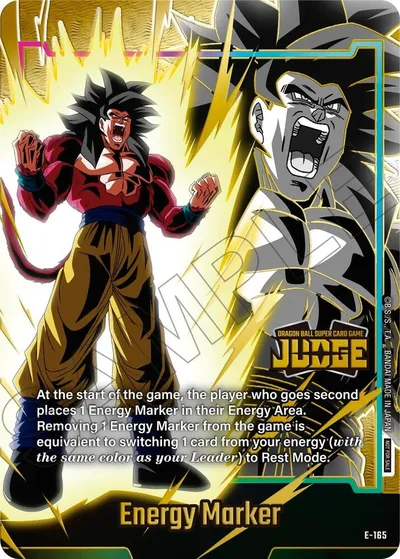 DRAGON BALL SUPER CARD GAME
JUDGE
SAMPLE
At the start of the game, the player who goes second
places 1 Energy Marker in their Energy Area.
Removing 1 Energy Marker from the game is
equivalent to switching 1 card from your energy (with
the same color as your Leader) to Rest Mode.
©B.S./S., T.A. BANDAI MADE IN JAPAN
NOT FOR SALE
Energy Marker
E-165